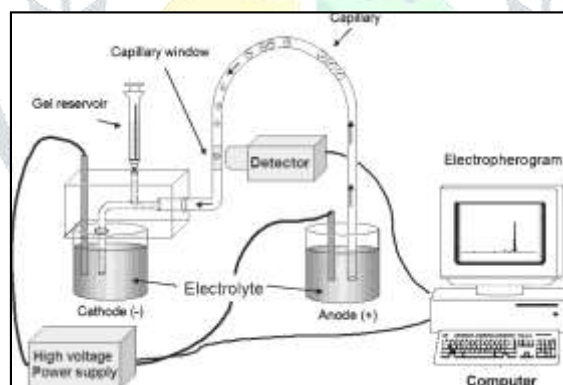 Capillary
Capillary window
Gel reservoir
Detector
Electropherogram
Electrolyte
Cathode (-)
Anode (+)
High voltage
Power supply
Computer